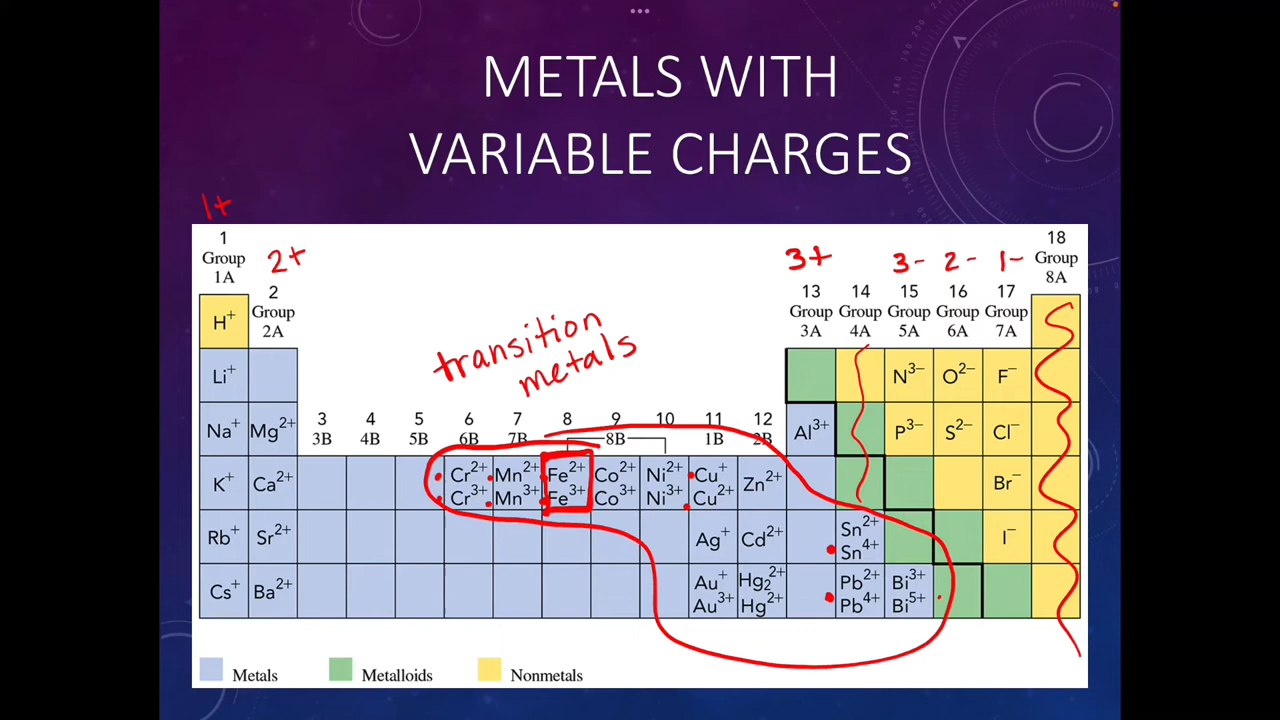 METALS WITH
VARIABLE CHARGES
1+
1
Group
1A
2+
2
Group
2A
3+
13
Group
3A
14
Group
4A
3-
15
Group
5A
2-
16
Group
6A
1-
17
Group
7A
18
Group
8A
transition
metals
H⁺
Li⁺ N³⁻ O²⁻ F⁻
3 4 5 6 7 8 9 10 11 12
3B 4B 5B 6B 7B 8B 1B 2B
Na⁺ Mg²⁺ Al³⁺ P³⁻ S²⁻ Cl⁻
K⁺ Ca²⁺ Cr²⁺ Mn²⁺ Fe²⁺ Co²⁺ Ni²⁺ Cu⁺ Zn²⁺ Br⁻
Cr³⁺ Mn³⁺ Fe³⁺ Co³⁺ Ni³⁺ Cu²⁺
Rb⁺ Sr²⁺ Ag⁺ Cd²⁺ Sn²⁺ I⁻
Sn⁴⁺
Cs⁺ Ba²⁺ Au⁺ Hg₂²⁺ Pb²⁺ Bi³⁺
Au³⁺ Hg²⁺ Pb⁴⁺ Bi⁵⁺
Metals Metalloids Nonmetals